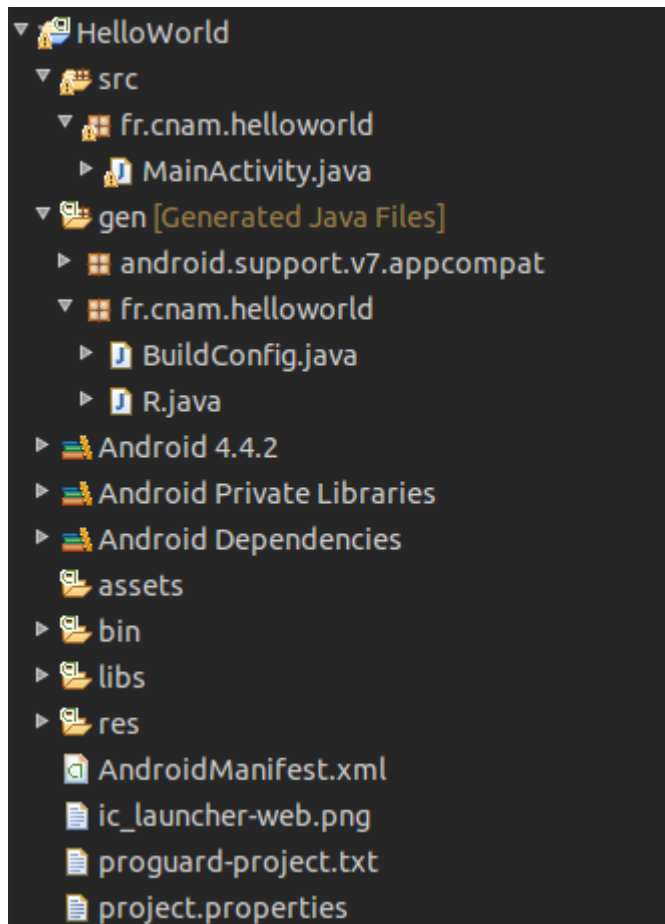 HelloWorld
src
fr.cnam.helloworld
MainActivity.java
gen [Generated Java Files]
android.support.v7.appcompat
fr.cnam.helloworld
BuildConfig.java
R.java
Android 4.4.2
Android Private Libraries
Android Dependencies
assets
bin
libs
res
AndroidManifest.xml
ic_launcher-web.png
proguard-project.txt
project.properties